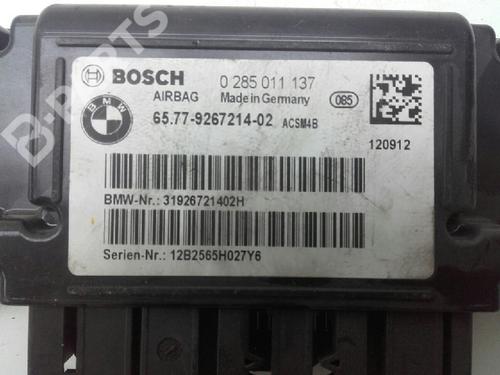 B-PARTS
BOSCH 0 285 011 137
AIRBAG Made in Germany 085
BMW 65.77-9267214-02 ACSM4B
120912
BMW-Nr.: 31926721402H
Serien-Nr.: 12B2565H027Y6